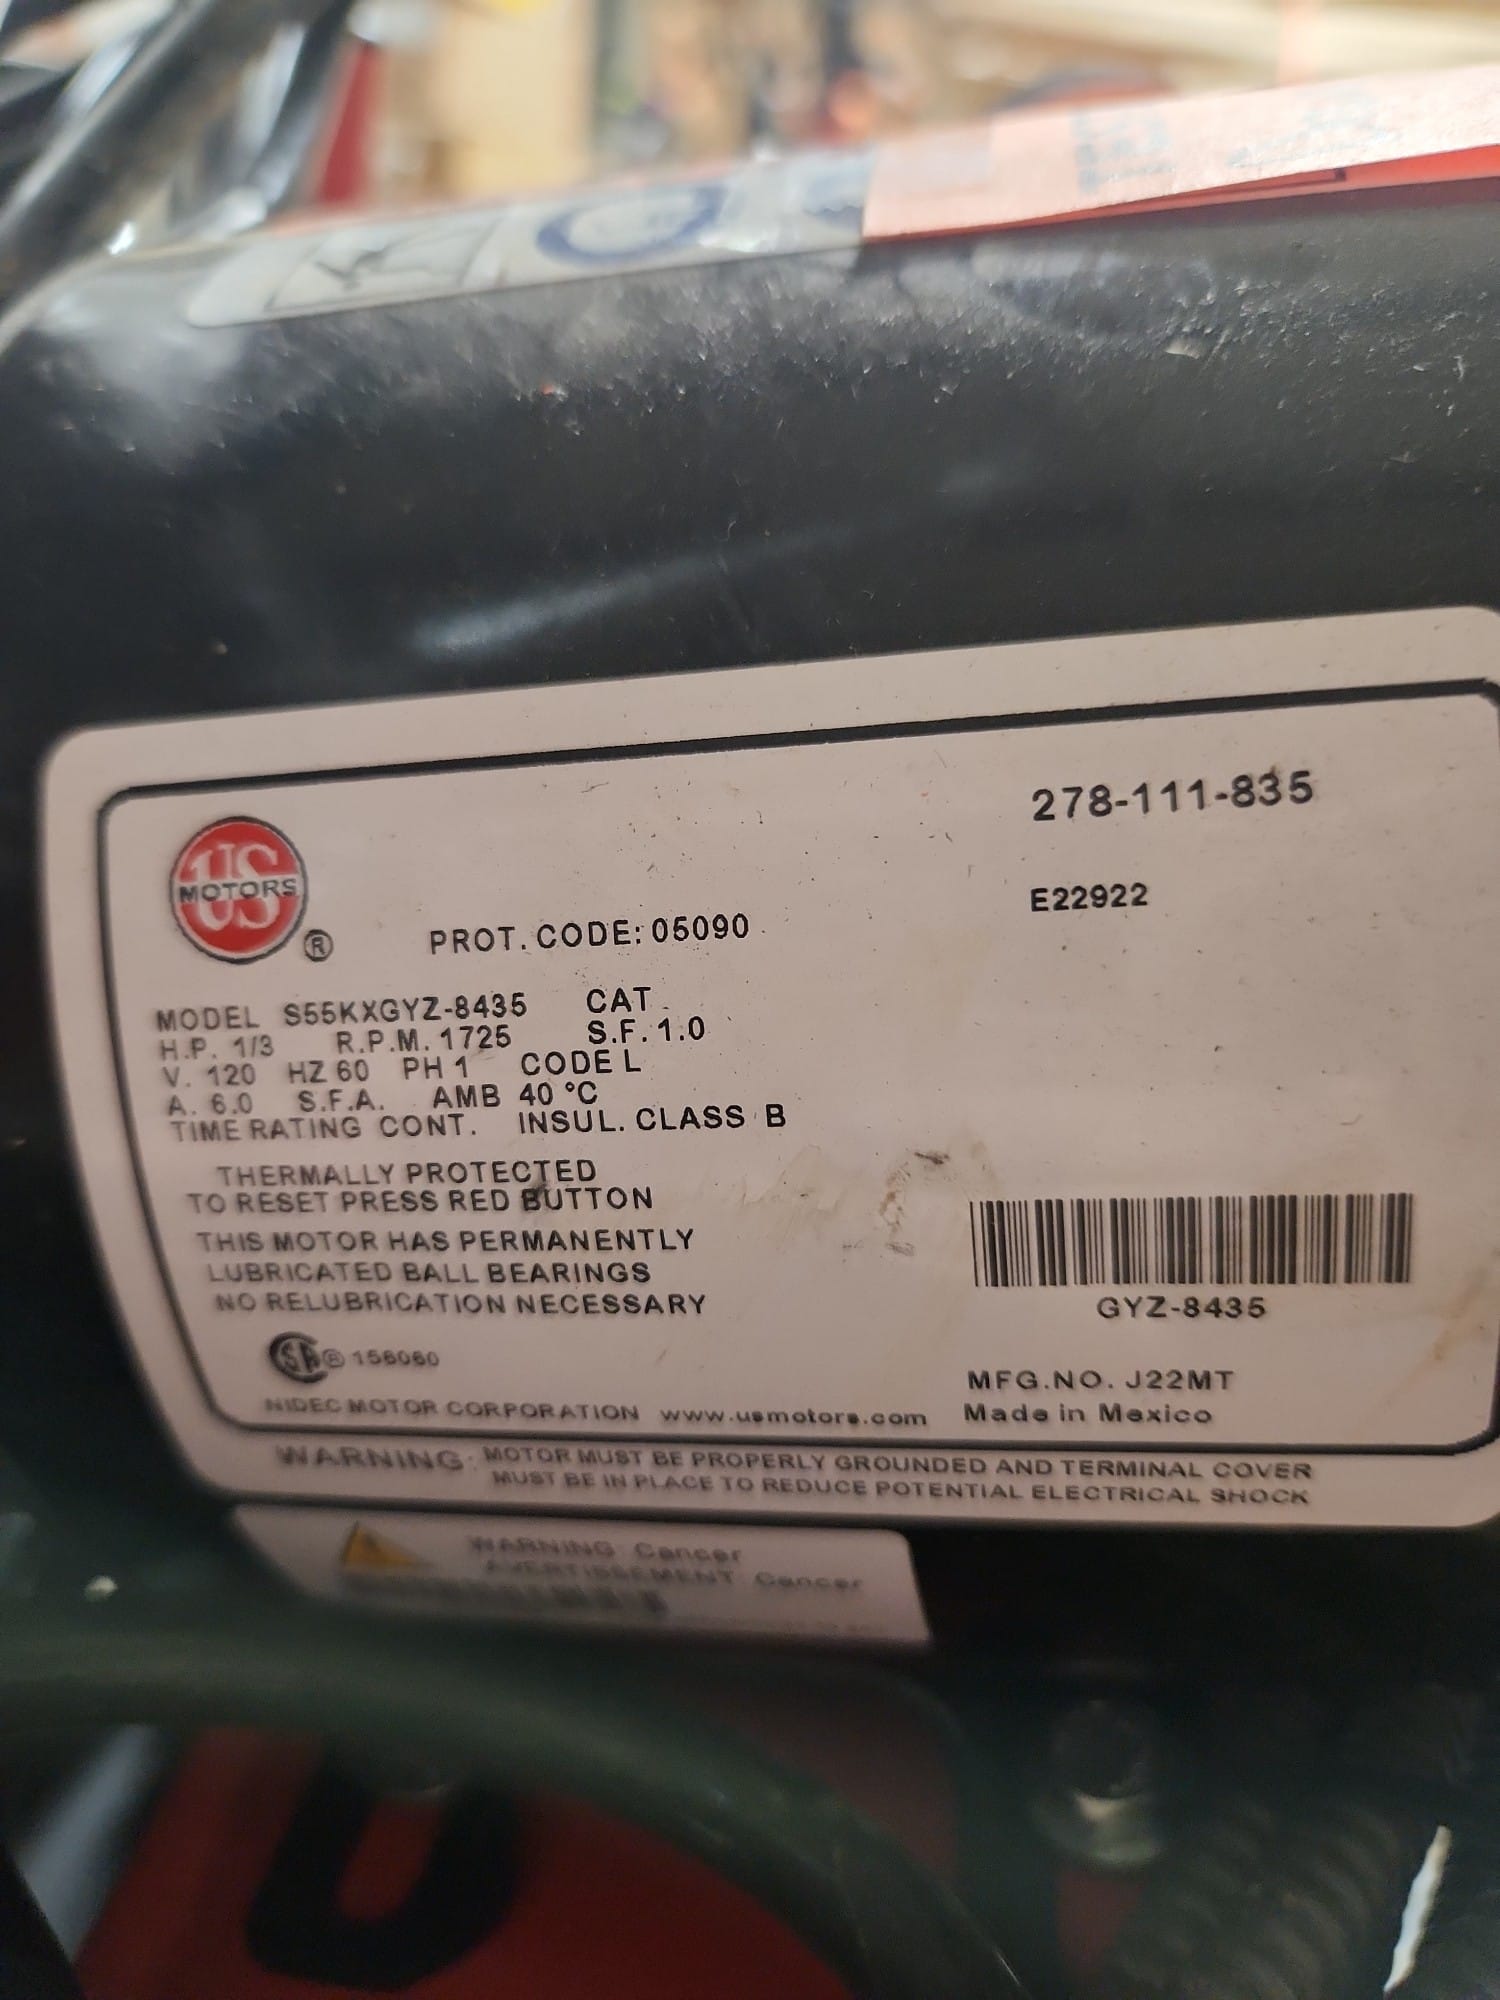 278-111-835
US
MOTORS
®
PROT. CODE: 05090
E22922
MODEL S55KXGYZ-8435 CAT.
H.P. 1/3 R.P.M. 1725 S.F. 1.0
V. 120 HZ 60 PH 1 CODE L
A. 6.0 S.F.A. AMB 40 °C
TIME RATING CONT. INSUL. CLASS B
THERMALLY PROTECTED
TO RESET PRESS RED BUTTON
THIS MOTOR HAS PERMANENTLY
LUBRICATED BALL BEARINGS
NO RELUBRICATION NECESSARY
GYZ-8435
SA ® 156060
MFG.NO. J22MT
NIDEC MOTOR CORPORATION www.usmotors.com Made in Mexico
WARNING: MOTOR MUST BE PROPERLY GROUNDED AND TERMINAL COVER
MUST BE IN PLACE TO REDUCE POTENTIAL ELECTRICAL SHOCK
WARNING: Cancer
AVERTISSEMENT Cancer